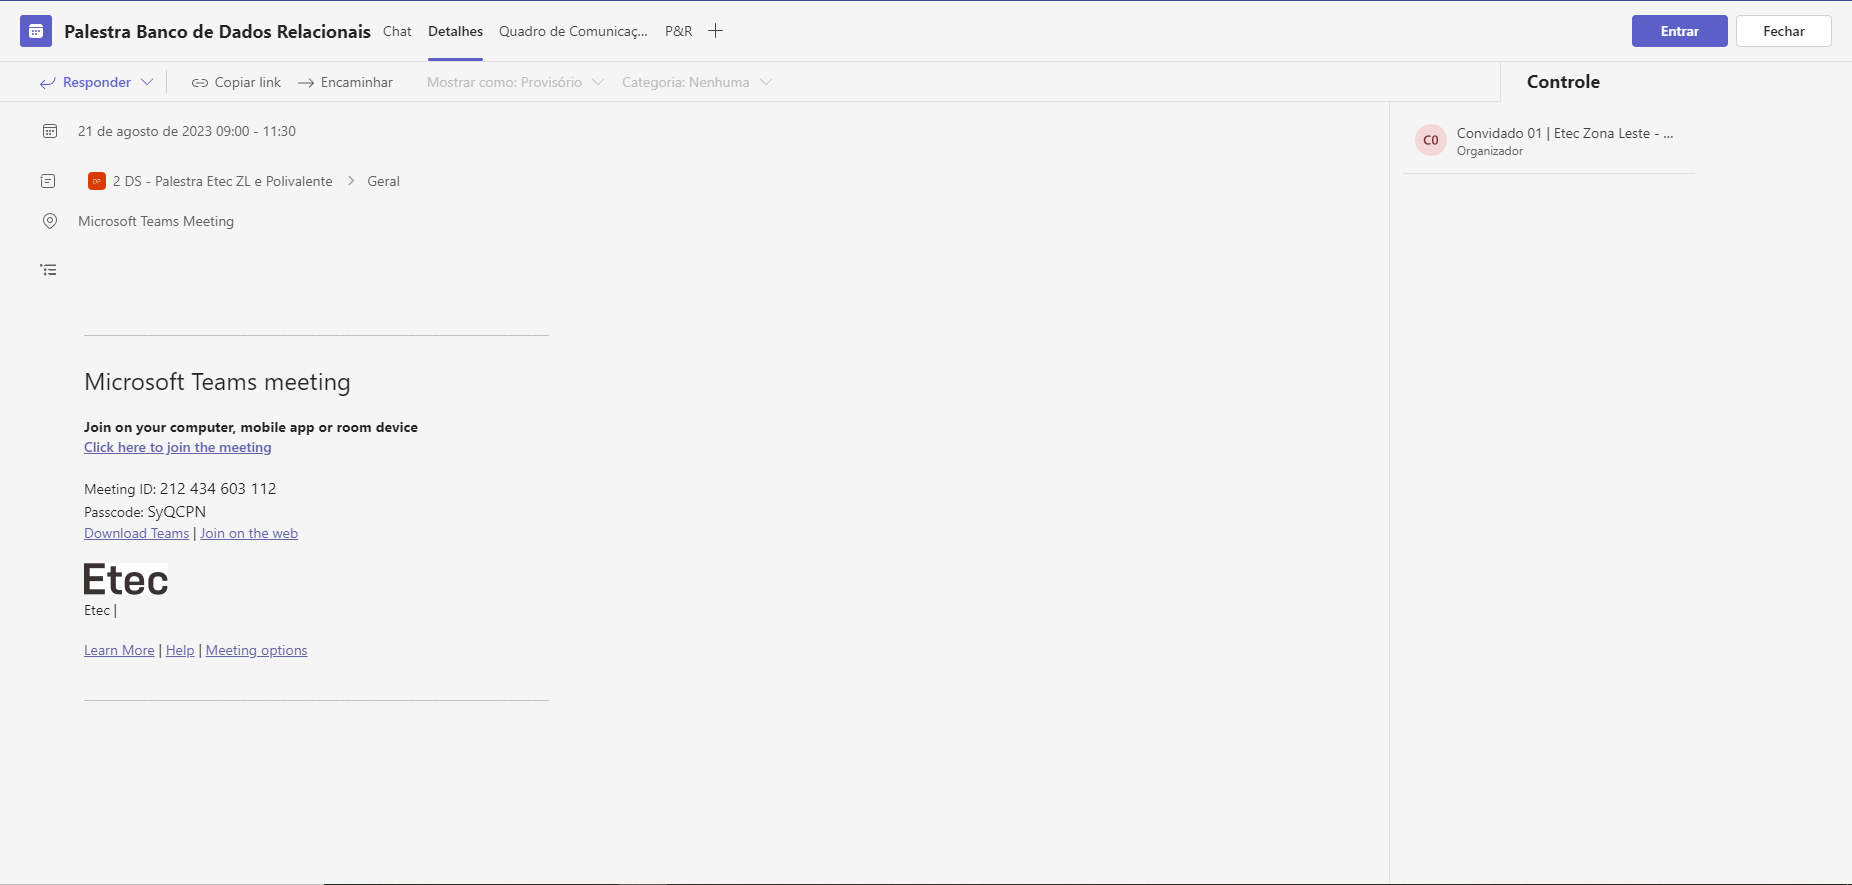 Palestra Banco de Dados Relacionais Chat Detalhes Quadro de Comunicaç... P&R Entrar Fechar
Responder Copiar link Encaminhar Mostrar como: Provisório Categoria: Nenhuma Controle
21 de agosto de 2023 09:00 - 11:30
C0 Convidado 01 | Etec Zona Leste - ...
Organizador
DP 2 DS - Palestra Etec ZL e Polivalente Geral
Microsoft Teams Meeting
Microsoft Teams meeting
Join on your computer, mobile app or room device
Click here to join the meeting
Meeting ID: 212 434 603 112
Passcode: SyQCPN
Download Teams | Join on the web
Etec
Etec |
Learn More | Help | Meeting options